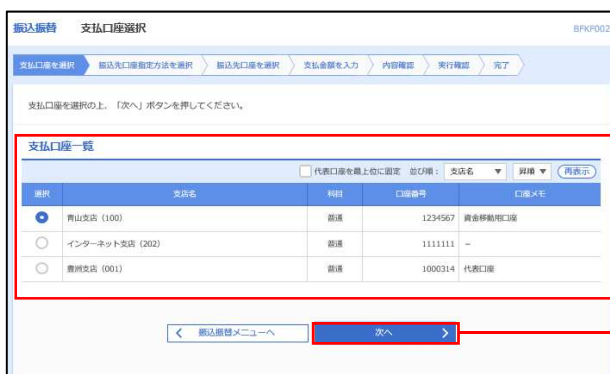 振込振替 支払口座選択 BFKF002
支払口座を選択 振込先口座指定方法を選択 振込先口座を選択 支払金額を入力 内容確認 実行確認 完了
支払口座を選択の上、「次へ」ボタンを押してください。
支払口座一覧
代表口座を最上位に固定 並び順： 支店名 ▼ 昇順 ▼ 再表示
選択 支店名 科目 口座番号 口座メモ
青山支店（100） 普通 1234567 資金移動用口座
インターネット支店（202） 普通 1111111 －
豊洲支店（001） 普通 1000314 代表口座
振込振替メニューへ 次へ